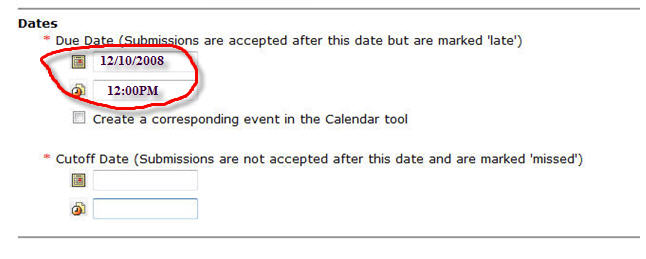 Dates
* Due Date (Submissions are accepted after this date but are marked 'late')
12/10/2008
12:00PM
Create a corresponding event in the Calendar tool
* Cutoff Date (Submissions are not accepted after this date and are marked 'missed')